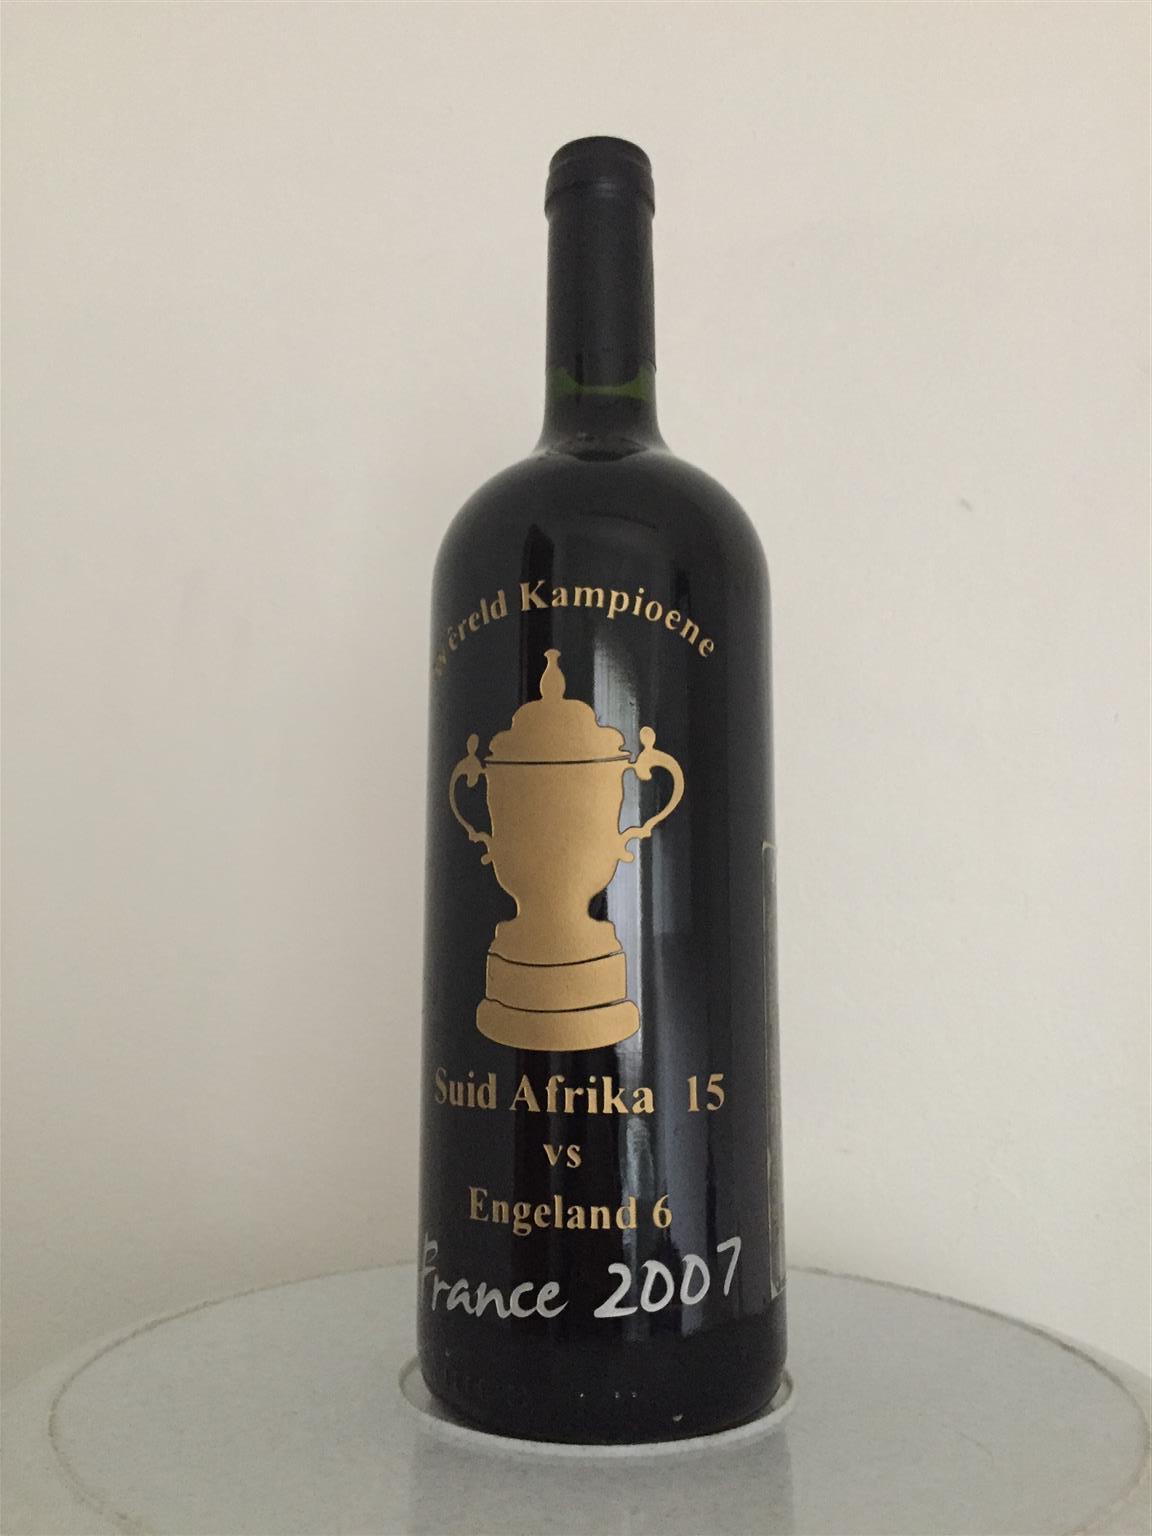 Wêreld Kampioene
Suid Afrika 15
vs
Engeland 6
France 2007